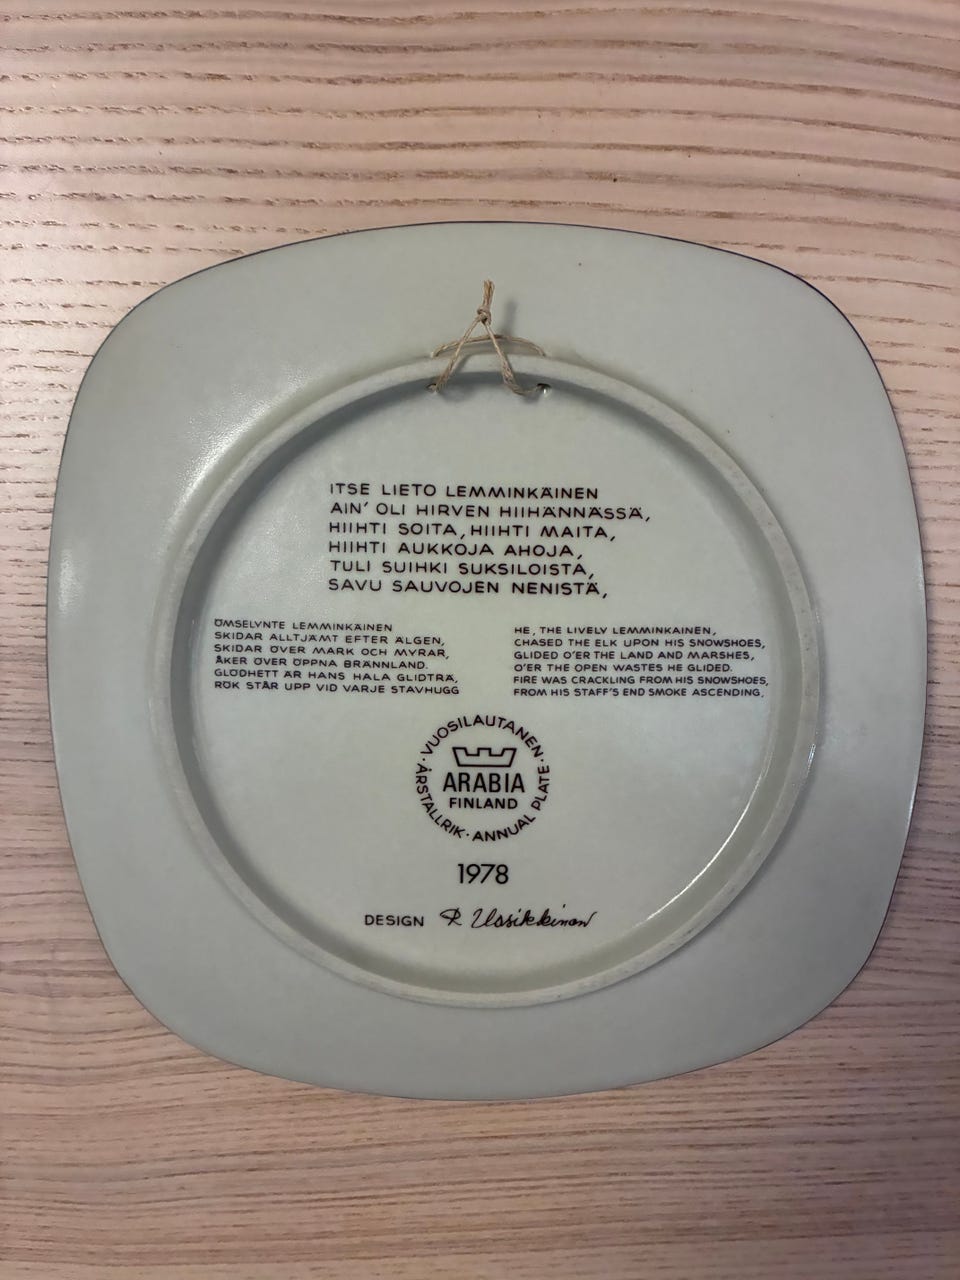 ITSE LIETO LEMMINKÄINEN
AIN' OLI HIRVEN HIIHÄNNÄSSÄ,
HIIHTI SOITA, HIIHTI MAITA,
HIIHTI AUKKOJA AHOJA,
TULI SUIHKI SUKSILOISTA,
SAVU SAUVOJEN NENISTÄ,
ÖMSELYNTE LEMMINKÄINEN
SKIDAR ALLTJÄMT EFTER ÄLGEN,
SKIDAR ÖVER MARK OCH MYRAR,
ÅKER ÖVER ÖPPNA BRÄNNLAND.
GLÖDHETT ÄR HANS HALA GLIDTRÄ,
RÖK STÅR UPP VID VARJE STAVHUGG
HE, THE LIVELY LEMMINKAINEN,
CHASED THE ELK UPON HIS SNOWSHOES,
GLIDED O'ER THE LAND AND MARSHES,
O'ER THE OPEN WASTES HE GLIDED.
FIRE WAS CRACKLING FROM HIS SNOWSHOES,
FROM HIS STAFF'S END SMOKE ASCENDING.
· VUOSILAUTANEN · ANNUAL PLATE · ÅRSTALLRIK
ARABIA
FINLAND
1978
DESIGN R Uosikkinen